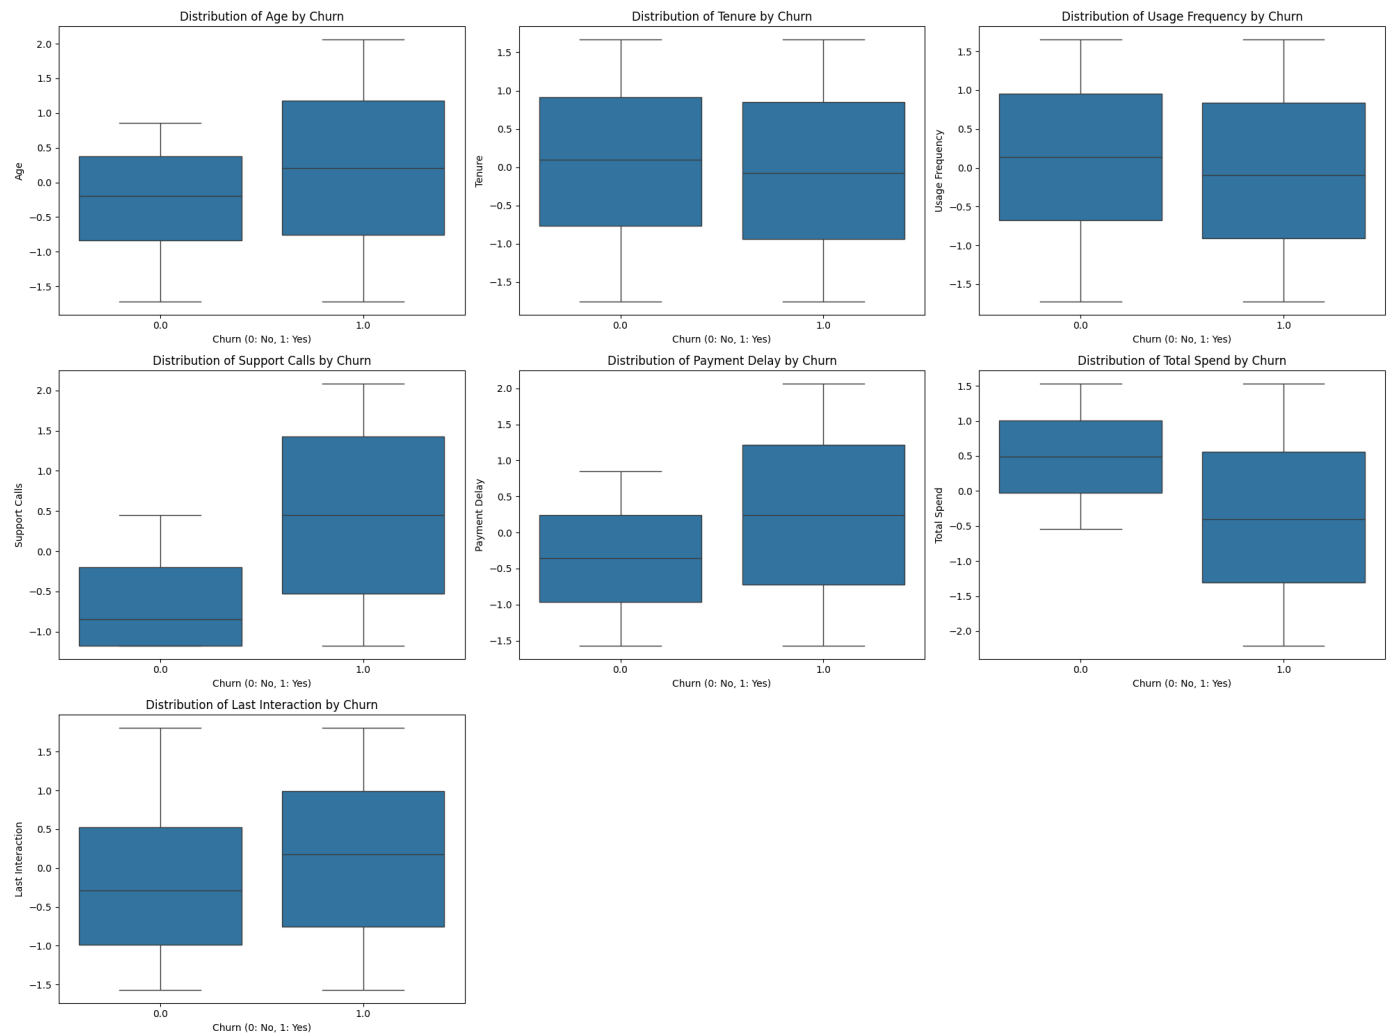 Distribution of Age by Churn
Age
2.0
1.5
1.0
0.5
0.0
−0.5
−1.0
−1.5
0.0 1.0
Churn (0: No, 1: Yes)
Distribution of Tenure by Churn
Tenure
1.5
1.0
0.5
0.0
−0.5
−1.0
−1.5
0.0 1.0
Churn (0: No, 1: Yes)
Distribution of Usage Frequency by Churn
Usage Frequency
1.5
1.0
0.5
0.0
−0.5
−1.0
−1.5
0.0 1.0
Churn (0: No, 1: Yes)
Distribution of Support Calls by Churn
Support Calls
2.0
1.5
1.0
0.5
0.0
−0.5
−1.0
0.0 1.0
Churn (0: No, 1: Yes)
Distribution of Payment Delay by Churn
Payment Delay
2.0
1.5
1.0
0.5
0.0
−0.5
−1.0
−1.5
0.0 1.0
Churn (0: No, 1: Yes)
Distribution of Total Spend by Churn
Total Spend
1.5
1.0
0.5
0.0
−0.5
−1.0
−1.5
−2.0
0.0 1.0
Churn (0: No, 1: Yes)
Distribution of Last Interaction by Churn
Last Interaction
1.5
1.0
0.5
0.0
−0.5
−1.0
−1.5
0.0 1.0
Churn (0: No, 1: Yes)